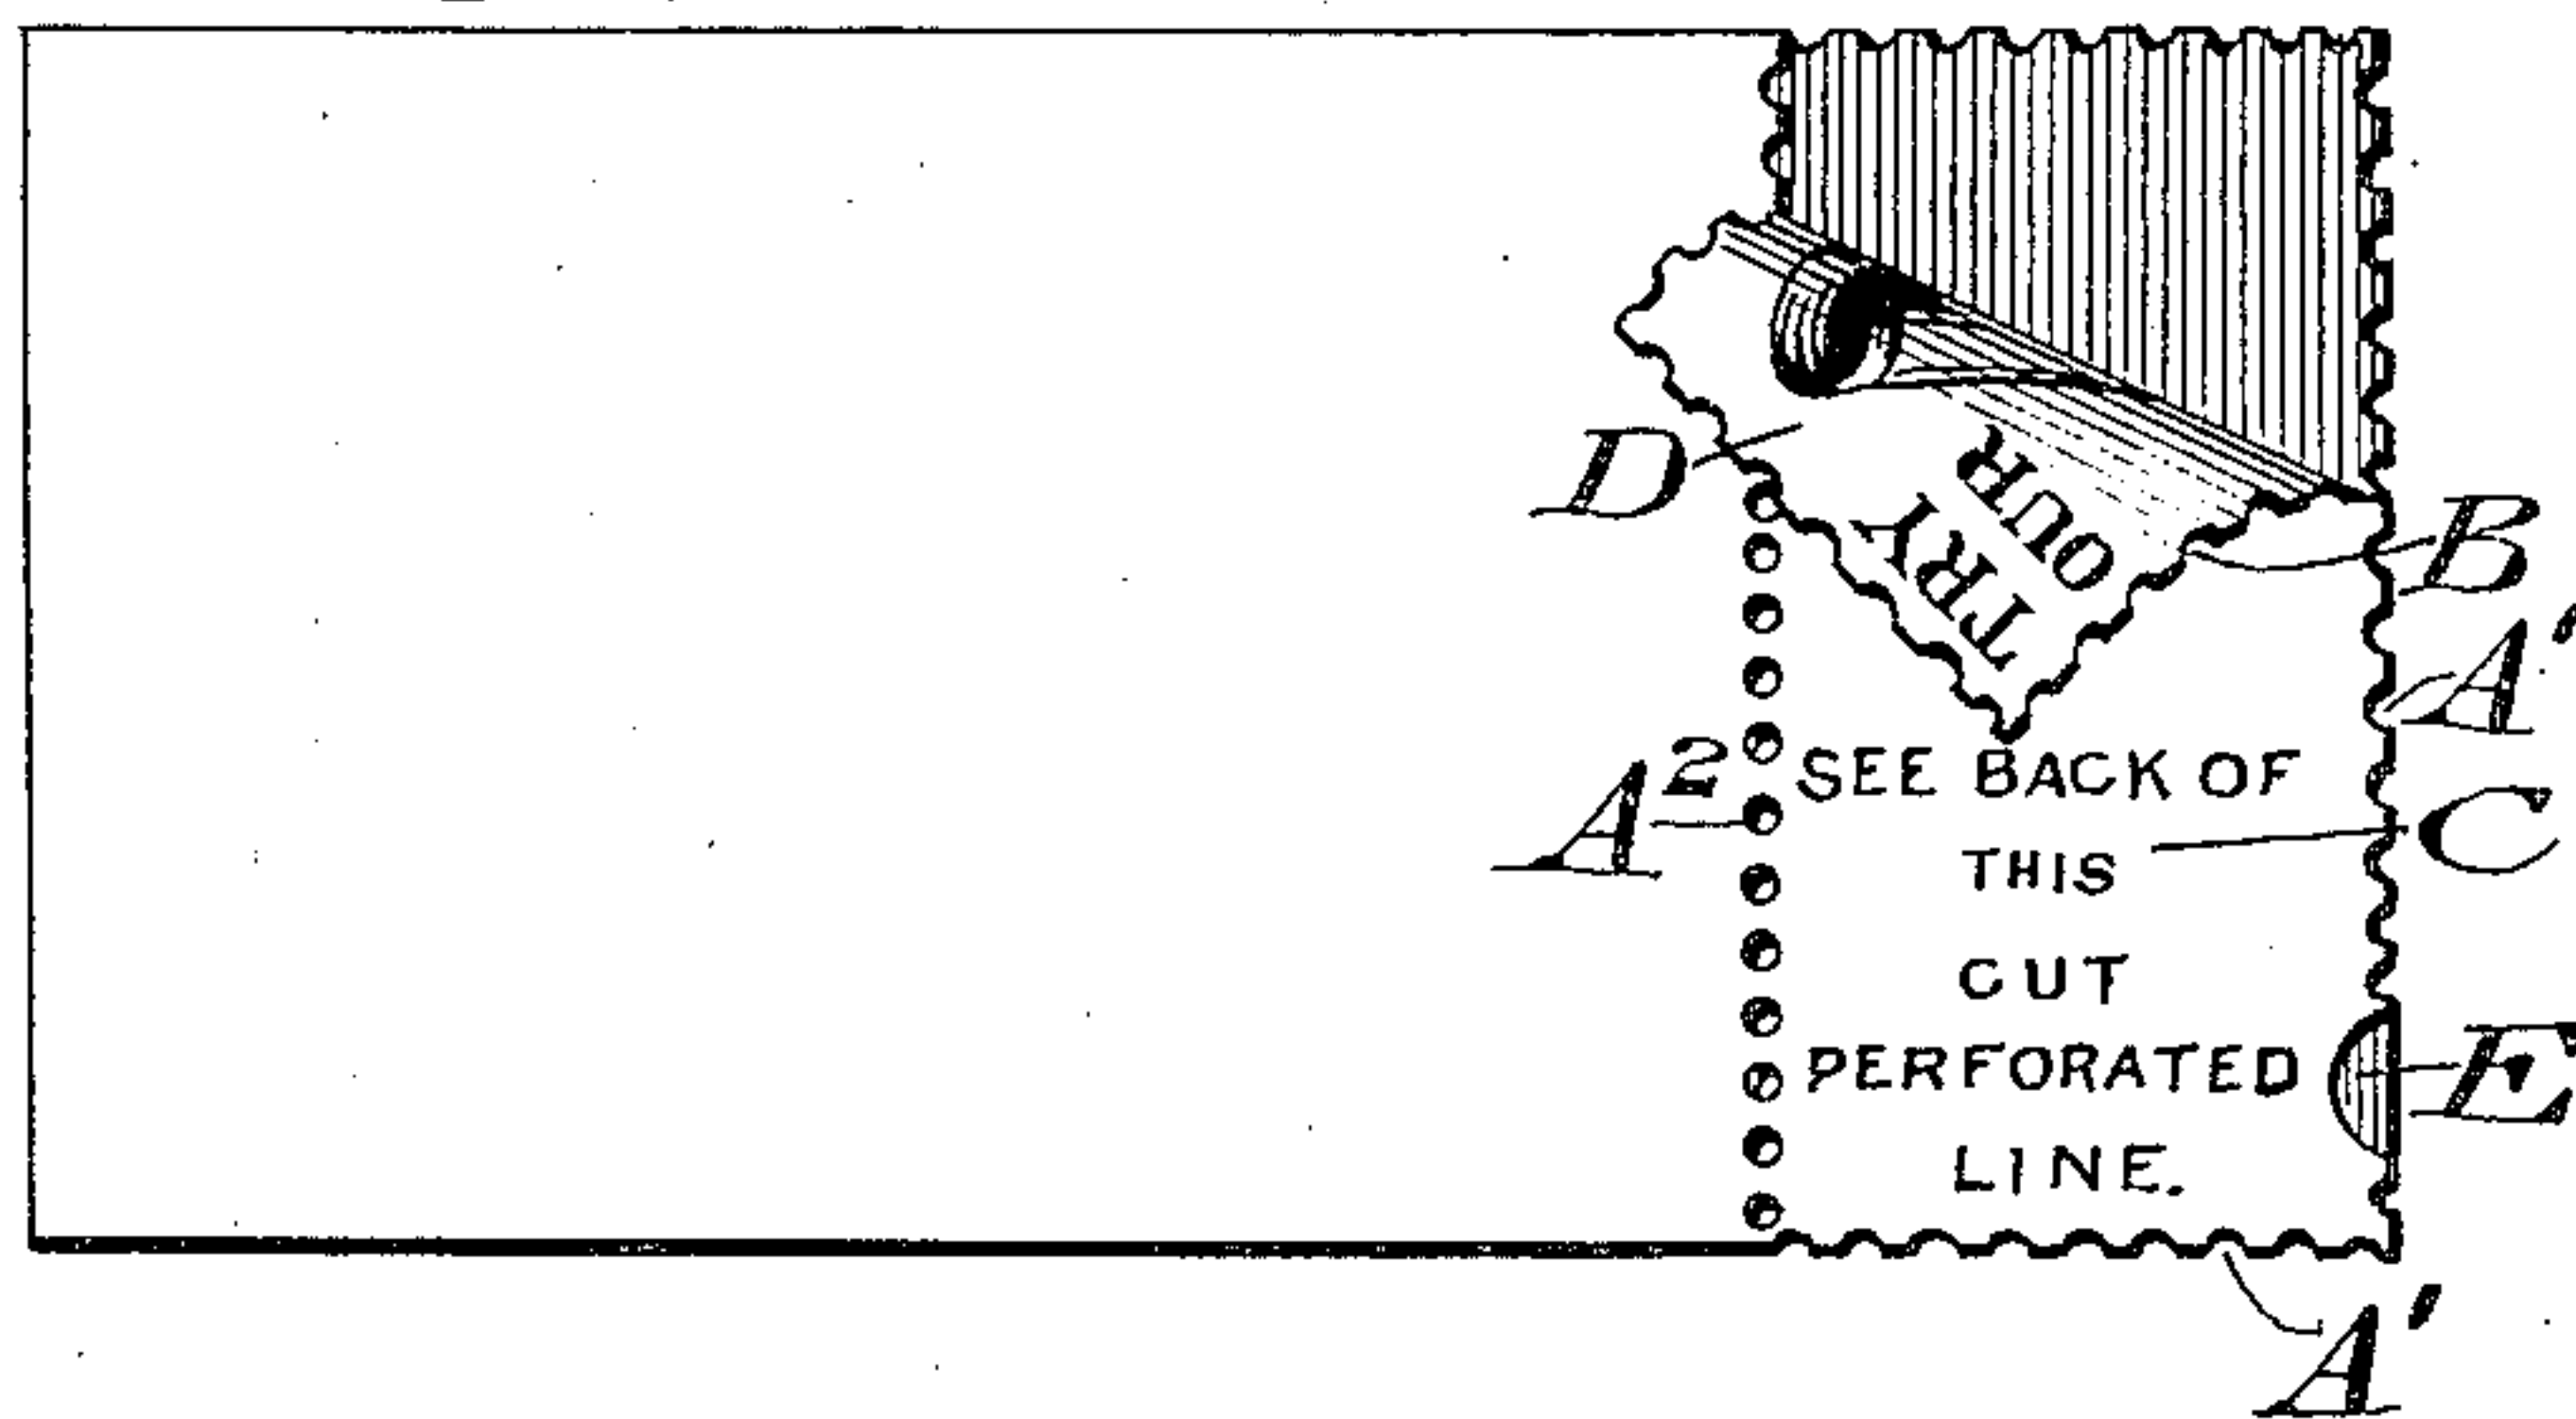 D
TRY
OUR
B
A'
A2
SEE BACK OF
THIS
C
CUT
PERFORATED
E
LINE.
A'